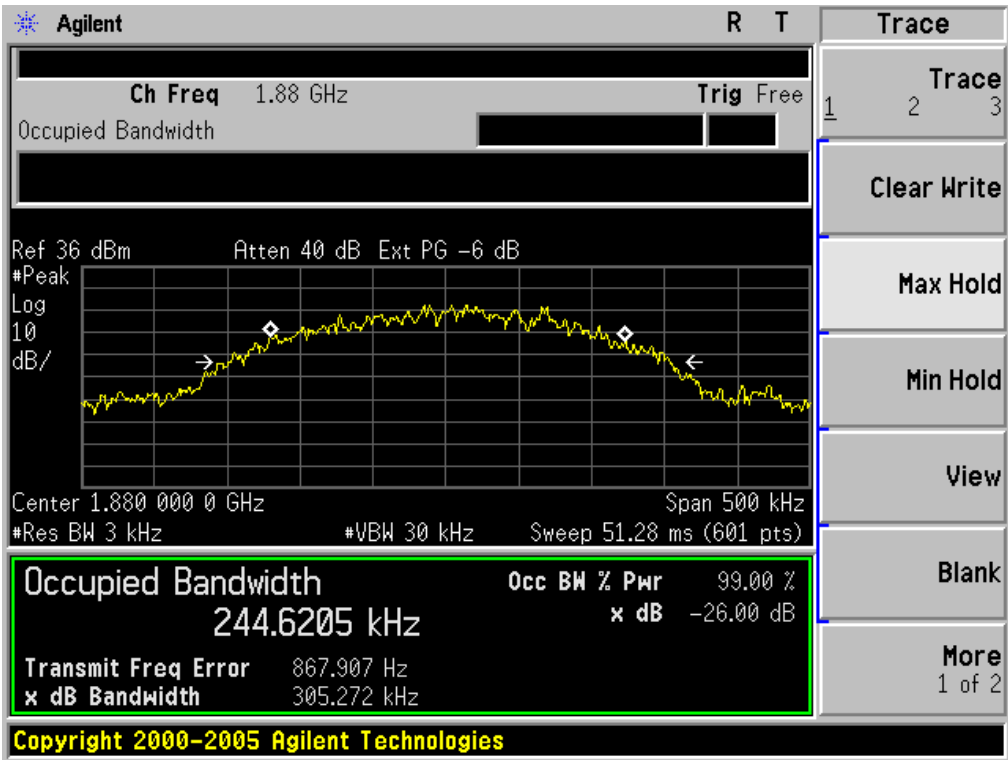 Agilent R T
Trace
Ch Freq 1.88 GHz Trig Free
Occupied Bandwidth
Trace
1 2 3
Clear Write
Max Hold
Min Hold
View
Blank
More
1 of 2
Ref 36 dBm Atten 40 dB Ext PG -6 dB
#Peak
Log
10
dB/
Center 1.880 000 0 GHz Span 500 kHz
#Res BW 3 kHz #VBW 30 kHz Sweep 51.28 ms (601 pts)
Occupied Bandwidth Occ BW % Pwr 99.00 %
244.6205 kHz x dB -26.00 dB
Transmit Freq Error 867.907 Hz
x dB Bandwidth 305.272 kHz
Copyright 2000-2005 Agilent Technologies